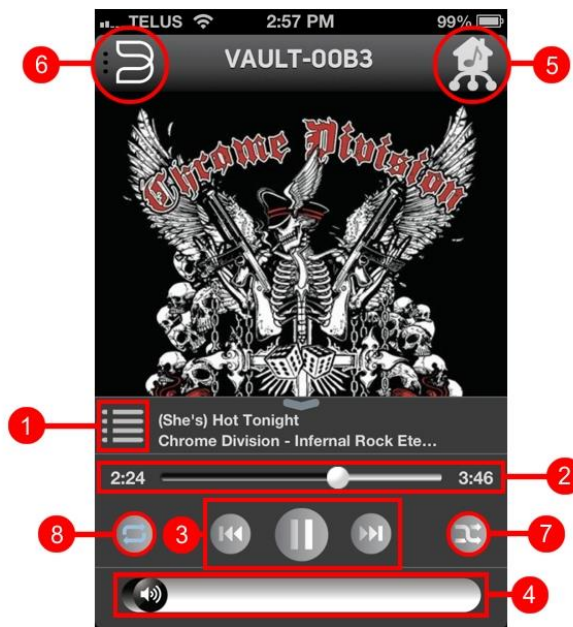 TELUS 2:57 PM 99%
6
VAULT-00B3
5
Chrome Division
1
(She's) Hot Tonight
Chrome Division - Infernal Rock Ete...
2:24 3:46
2
8
3
7
4